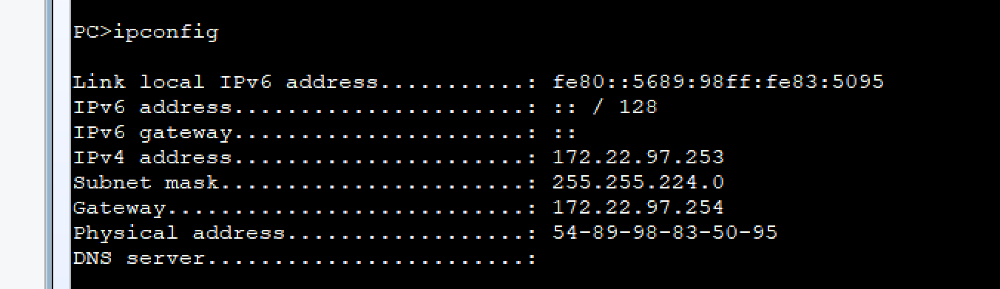 PC>ipconfig
Link local IPv6 address...........: fe80::5689:98ff:fe83:5095
IPv6 address......................: :: / 128
IPv6 gateway......................: ::
IPv4 address......................: 172.22.97.253
Subnet mask.......................: 255.255.224.0
Gateway...........................: 172.22.97.254
Physical address..................: 54-89-98-83-50-95
DNS server........................: